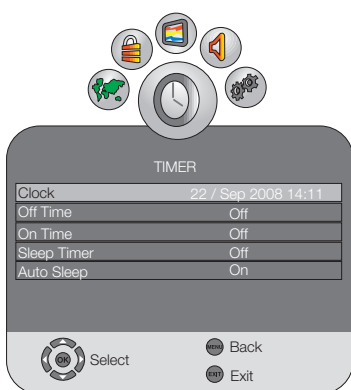 TIMER
Clock 22 / Sep 2008 14:11
Off Time Off
On Time Off
Sleep Timer Off
Auto Sleep On
OK Select MENU Back
EXIT Exit